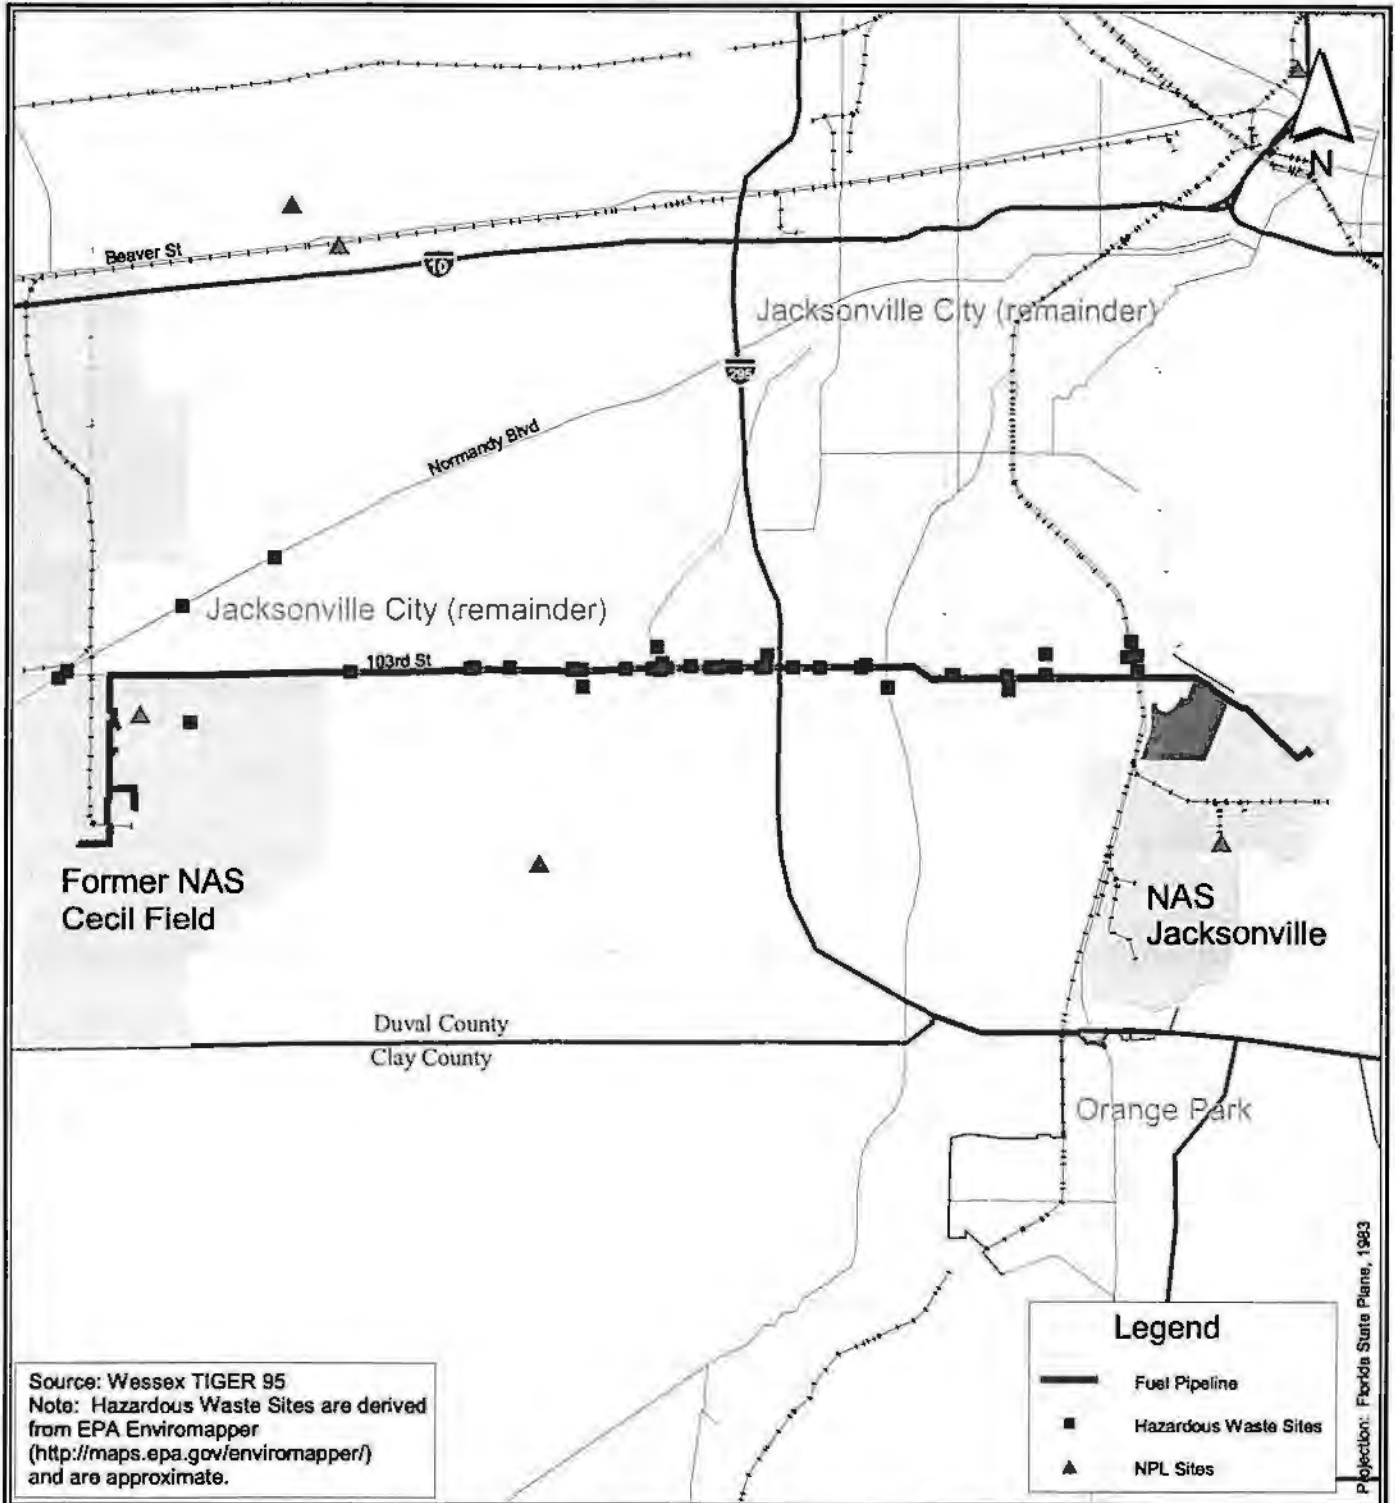 N
Beaver St
10
Jacksonville City (remainder)
295
Normandy Blvd
Jacksonville City (remainder)
103rd St
Former NAS
Cecil Field
NAS
Jacksonville
Duval County
Clay County
Orange Park
Legend
Fuel Pipeline
Hazardous Waste Sites
NPL Sites
Projection: Florida State Plane, 1983
Source: Wessex TIGER 95
Note: Hazardous Waste Sites are derived
from EPA Enviromapper
(http://maps.epa.gov/enviromapper/)
and are approximate.